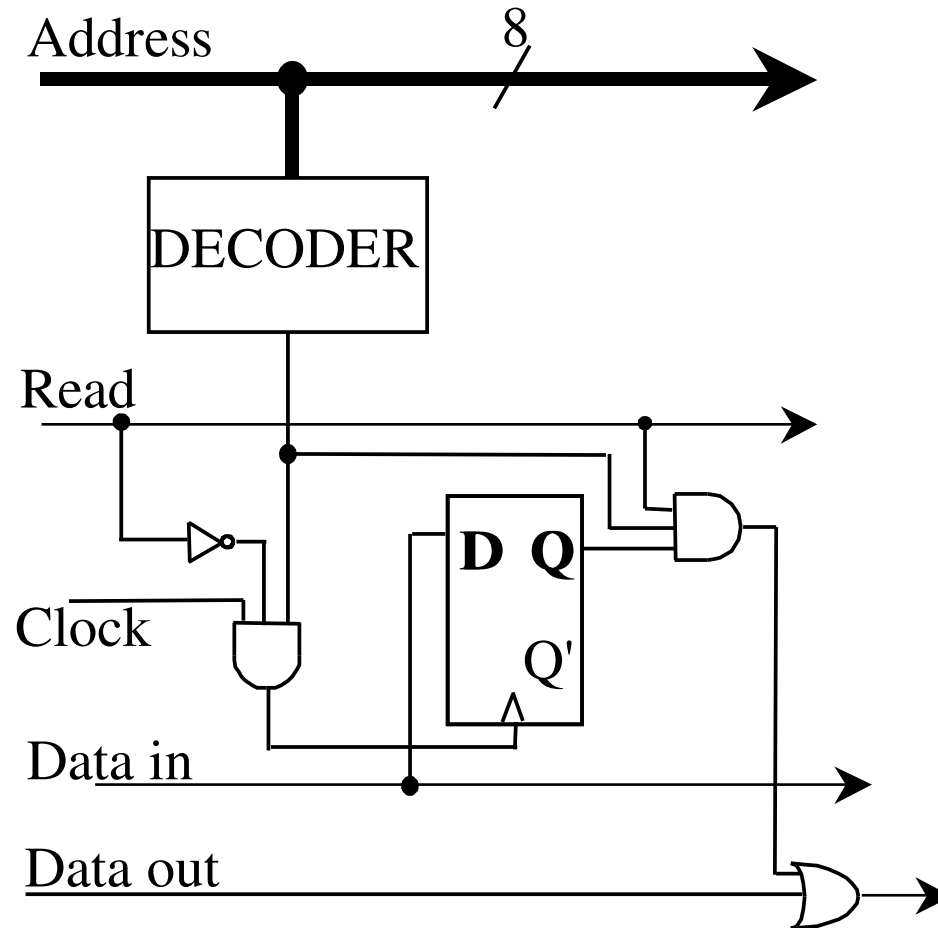 Address
8
DECODER
Read
D Q
Clock
Q'
Data in
Data out